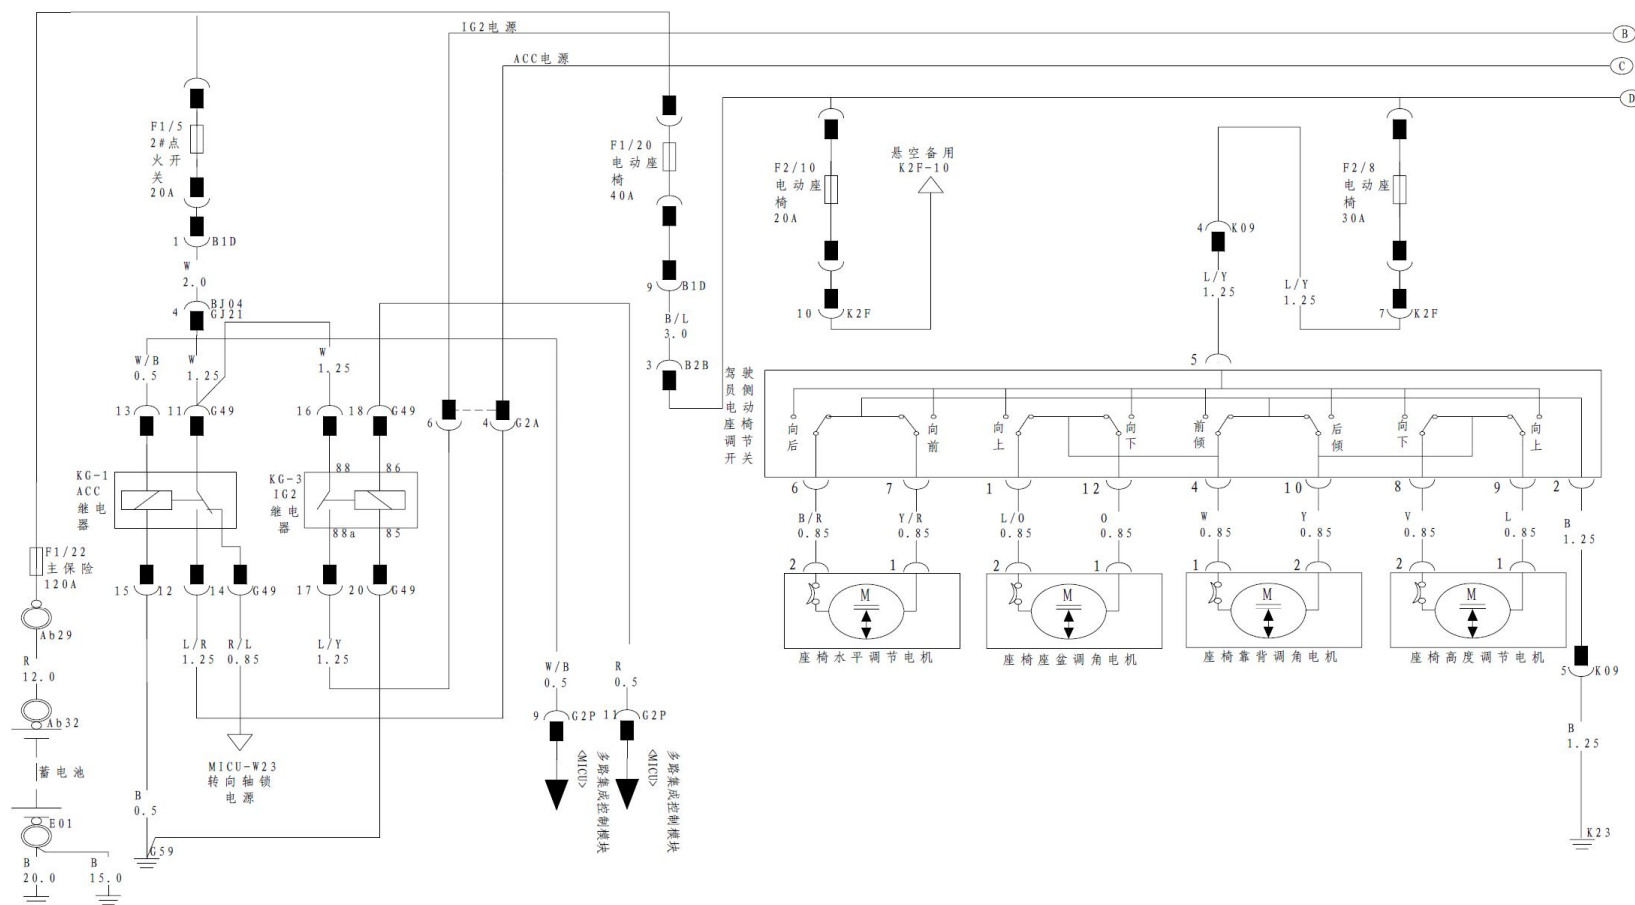 IG2电源
B
ACC电源
C
D
F1/5
2#点
火开
关
20A
1
B1D
W
2.0
4
BJ04
GJ21
F1/20
电动座
椅
40A
9
B1D
B/L
3.0
3
B2B
F2/10
电动座
椅
20A
10
K2F
悬空备用
K2F-10
4
K09
L/Y
1.25
L/Y
1.25
F2/8
电动座
椅
30A
7
K2F
W/B
0.5
W
1.25
W
1.25
13
11
G49
16
18
G49
6
4
G2A
KG-1
ACC
继电
器
KG-3
IG2
继电
器
88
86
88a
85
15
12
14
G49
17
20
G49
L/R
1.25
R/L
0.85
L/Y
1.25
MICU-W23
转向轴锁
电源
B
0.5
G59
F1/22
主保险
120A
Ab29
R
12.0
Ab32
蓄电池
E01
B
20.0
B
15.0
W/B
0.5
R
0.5
9
G2P
11
G2P
多路集成控制模块
<MICU>
多路集成控制模块
<MICU>
5
驾驶
员侧
电动
座椅
调节
开关
向后
向前
向上
向下
前倾
后倾
向下
向上
6
7
1
12
4
10
8
9
2
B/R
0.85
Y/R
0.85
L/O
0.85
O
0.85
W
0.85
Y
0.85
V
0.85
L
0.85
B
1.25
2
1
2
1
1
2
2
1
M
M
M
M
座椅水平调节电机
座椅座盆调角电机
座椅靠背调角电机
座椅高度调节电机
5
K09
B
1.25
K23